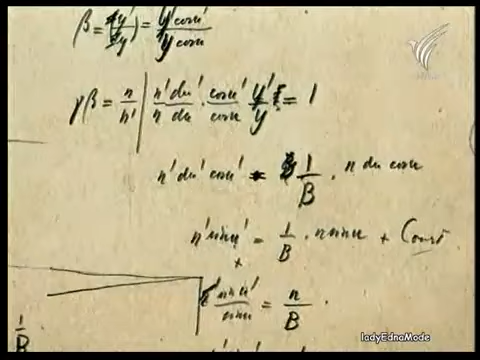 β = (y'/y) = y' cos u' / y cos u
γβ = n/n' | n' du'/n du · cos u'/cos u y'/y = 1
n' du' cos u' = 1/B · n du cos u
n' sin u' = 1/B · n sin u + Const
n' sin u' / sin u = n/B ·
1/B
ladyEdnaMode